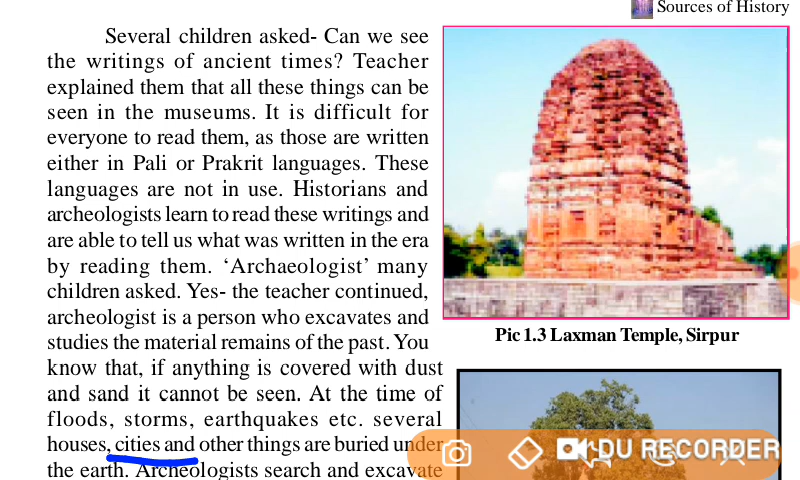 Sources of History
Several children asked- Can we see
the writings of ancient times? Teacher
explained them that all these things can be
seen in the museums. It is difficult for
everyone to read them, as those are written
either in Pali or Prakrit languages. These
languages are not in use. Historians and
archeologists learn to read these writings and
are able to tell us what was written in the era
by reading them. ‘Archaeologist’ many
children asked. Yes- the teacher continued,
archeologist is a person who excavates and
studies the material remains of the past. You
know that, if anything is covered with dust
and sand it cannot be seen. At the time of
floods, storms, earthquakes etc. several
houses, cities and other things are buried under
the earth. Archeologists search and excavate
Pic 1.3 Laxman Temple, Sirpur
DU RECORDER